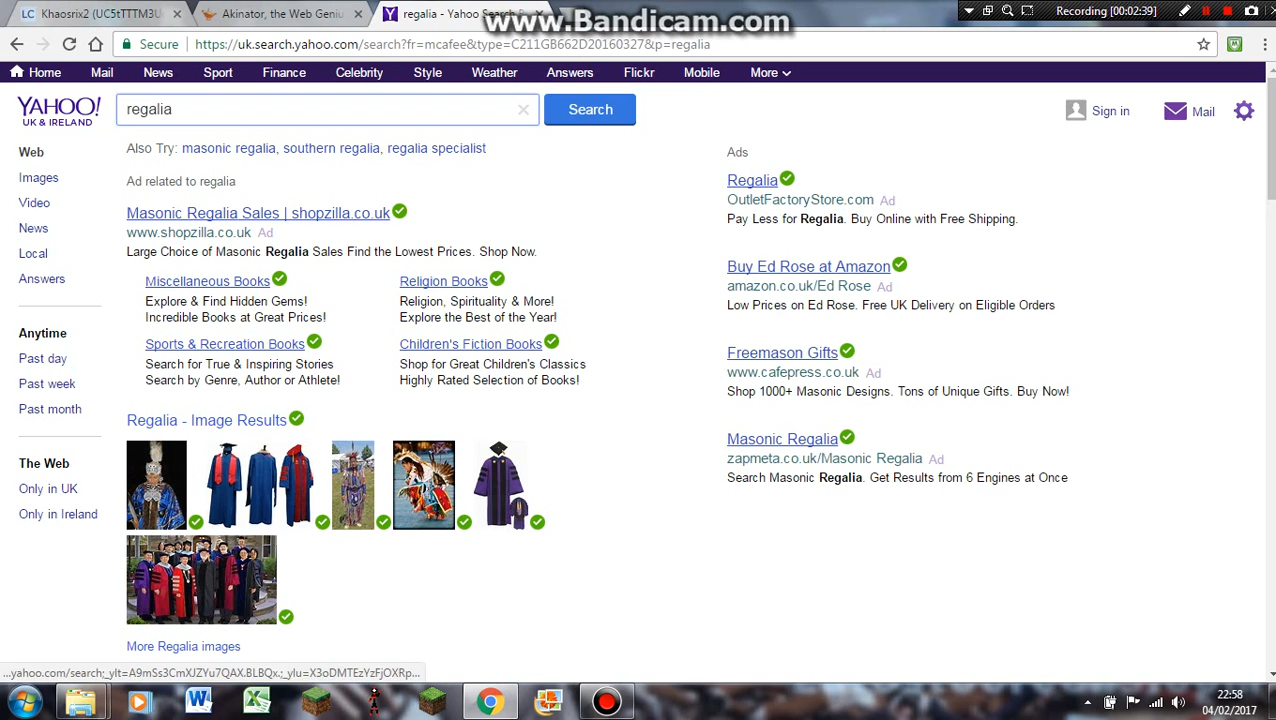 LC Khaosrix2 (UC5tTTTM3U
Akinator, the Web Geniu
regalia - Yahoo Search
www.Bandicam.com
Recording [00:02:39]
Secure
https://uk.search.yahoo.com/search?fr=mcafee&type=C211GB662D20160327&p=regalia
Home Mail News Sport Finance Celebrity Style Weather Answers Flickr Mobile More
YAHOO!
UK & IRELAND
regalia
Search
Sign in
Mail
Web
Images
Video
News
Local
Answers
Anytime
Past day
Past week
Past month
The Web
Only in UK
Only in Ireland
Also Try: masonic regalia, southern regalia, regalia specialist
Ad related to regalia
Masonic Regalia Sales | shopzilla.co.uk
www.shopzilla.co.uk Ad
Large Choice of Masonic Regalia Sales Find the Lowest Prices. Shop Now.
Miscellaneous Books
Explore & Find Hidden Gems!
Incredible Books at Great Prices!
Religion Books
Religion, Spirituality & More!
Explore the Best of the Year!
Sports & Recreation Books
Search for True & Inspiring Stories
Search by Genre, Author or Athlete!
Children's Fiction Books
Shop for Great Children's Classics
Highly Rated Selection of Books!
Regalia - Image Results
More Regalia images
Ads
Regalia
OutletFactoryStore.com Ad
Pay Less for Regalia. Buy Online with Free Shipping.
Buy Ed Rose at Amazon
amazon.co.uk/Ed Rose Ad
Low Prices on Ed Rose. Free UK Delivery on Eligible Orders
Freemason Gifts
www.cafepress.co.uk Ad
Shop 1000+ Masonic Designs. Tons of Unique Gifts. Buy Now!
Masonic Regalia
zapmeta.co.uk/Masonic Regalia Ad
Search Masonic Regalia. Get Results from 6 Engines at Once
...yahoo.com/search;_ylt=A9mSs3CmXJZYu7QAX.BLBQx.;_ylu=X3oDMTEzYzFjOXRp...
22:58
04/02/2017